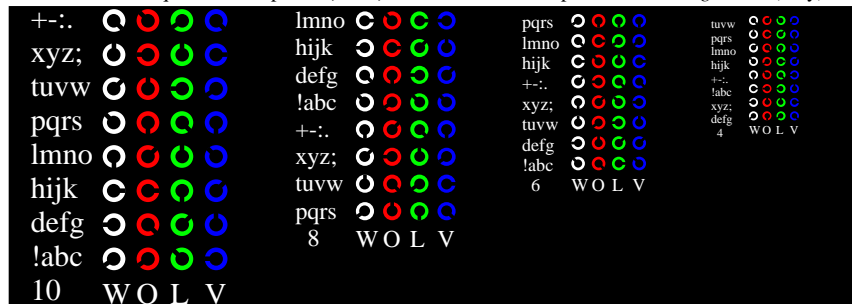 +-:.
xyz;
tuvw
pqrs
lmno
hijk
defg
!abc
10 W O L V
lmno
hijk
defg
!abc
+-:.
xyz;
tuvw
pqrs
8 W O L V
pqrs
lmno
hijk
+-:.
xyz;
tuvw
defg
!abc
6 W O L V
tuvw
pqrs
lmno
hijk
+-:.
!abc
xyz;
defg
4 W O L V